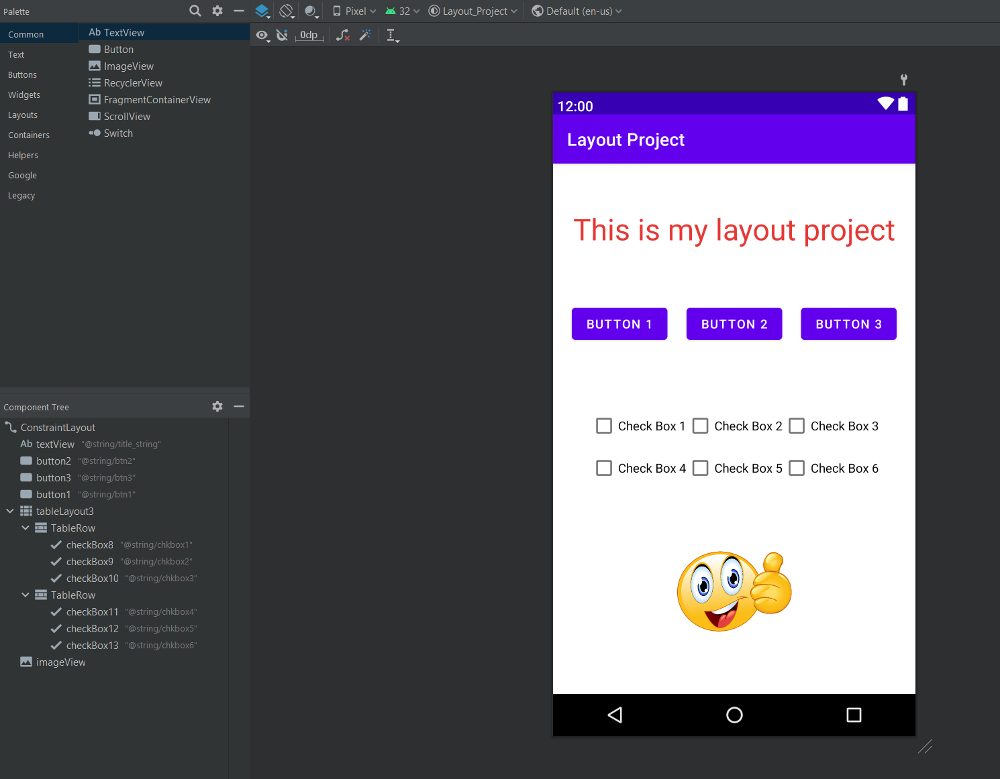 Palette
Pixel
32
Layout_Project
Default (en-us)
0dp
Common
Text
Buttons
Widgets
Layouts
Containers
Helpers
Google
Legacy
Ab TextView
Button
ImageView
RecyclerView
FragmentContainerView
ScrollView
Switch
Component Tree
ConstraintLayout
Ab textView "@string/title_string"
button2 "@string/btn2"
button3 "@string/btn3"
button1 "@string/btn1"
tableLayout3
TableRow
checkBox8 "@string/chkbox1"
checkBox9 "@string/chkbox2"
checkBox10 "@string/chkbox3"
TableRow
checkBox11 "@string/chkbox4"
checkBox12 "@string/chkbox5"
checkBox13 "@string/chkbox6"
imageView
12:00
Layout Project
This is my layout project
BUTTON 1 BUTTON 2 BUTTON 3
Check Box 1 Check Box 2 Check Box 3
Check Box 4 Check Box 5 Check Box 6